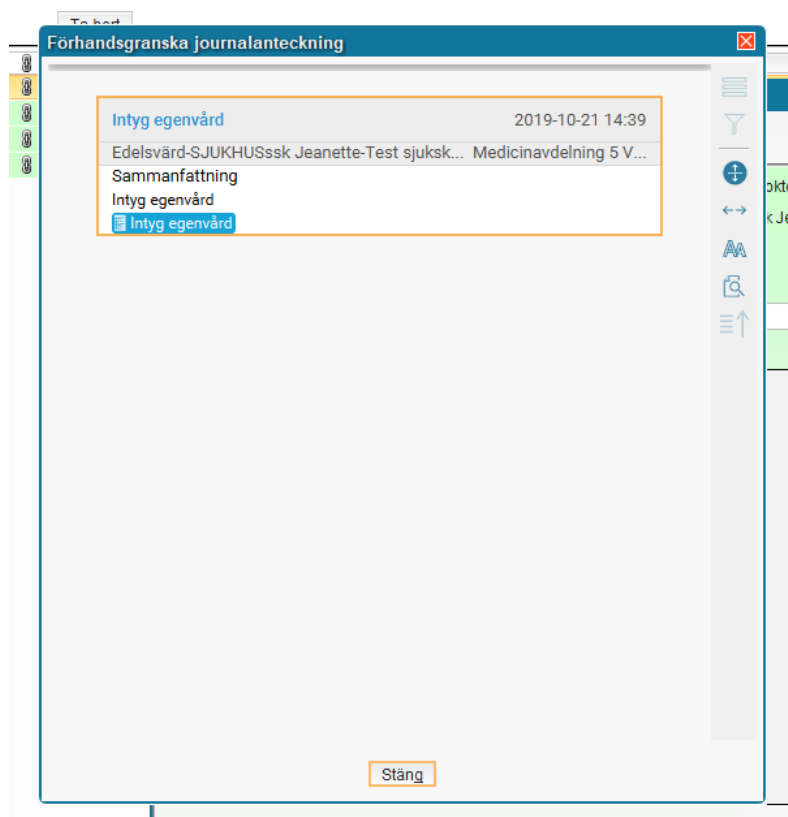 Förhandsgranska journalanteckning
Intyg egenvård 2019-10-21 14:39
Edelsvärd-SJUKHUSssk Jeanette-Test sjuksk... Medicinavdelning 5 V...
Sammanfattning
Intyg egenvård
Intyg egenvård
AA
Stäng